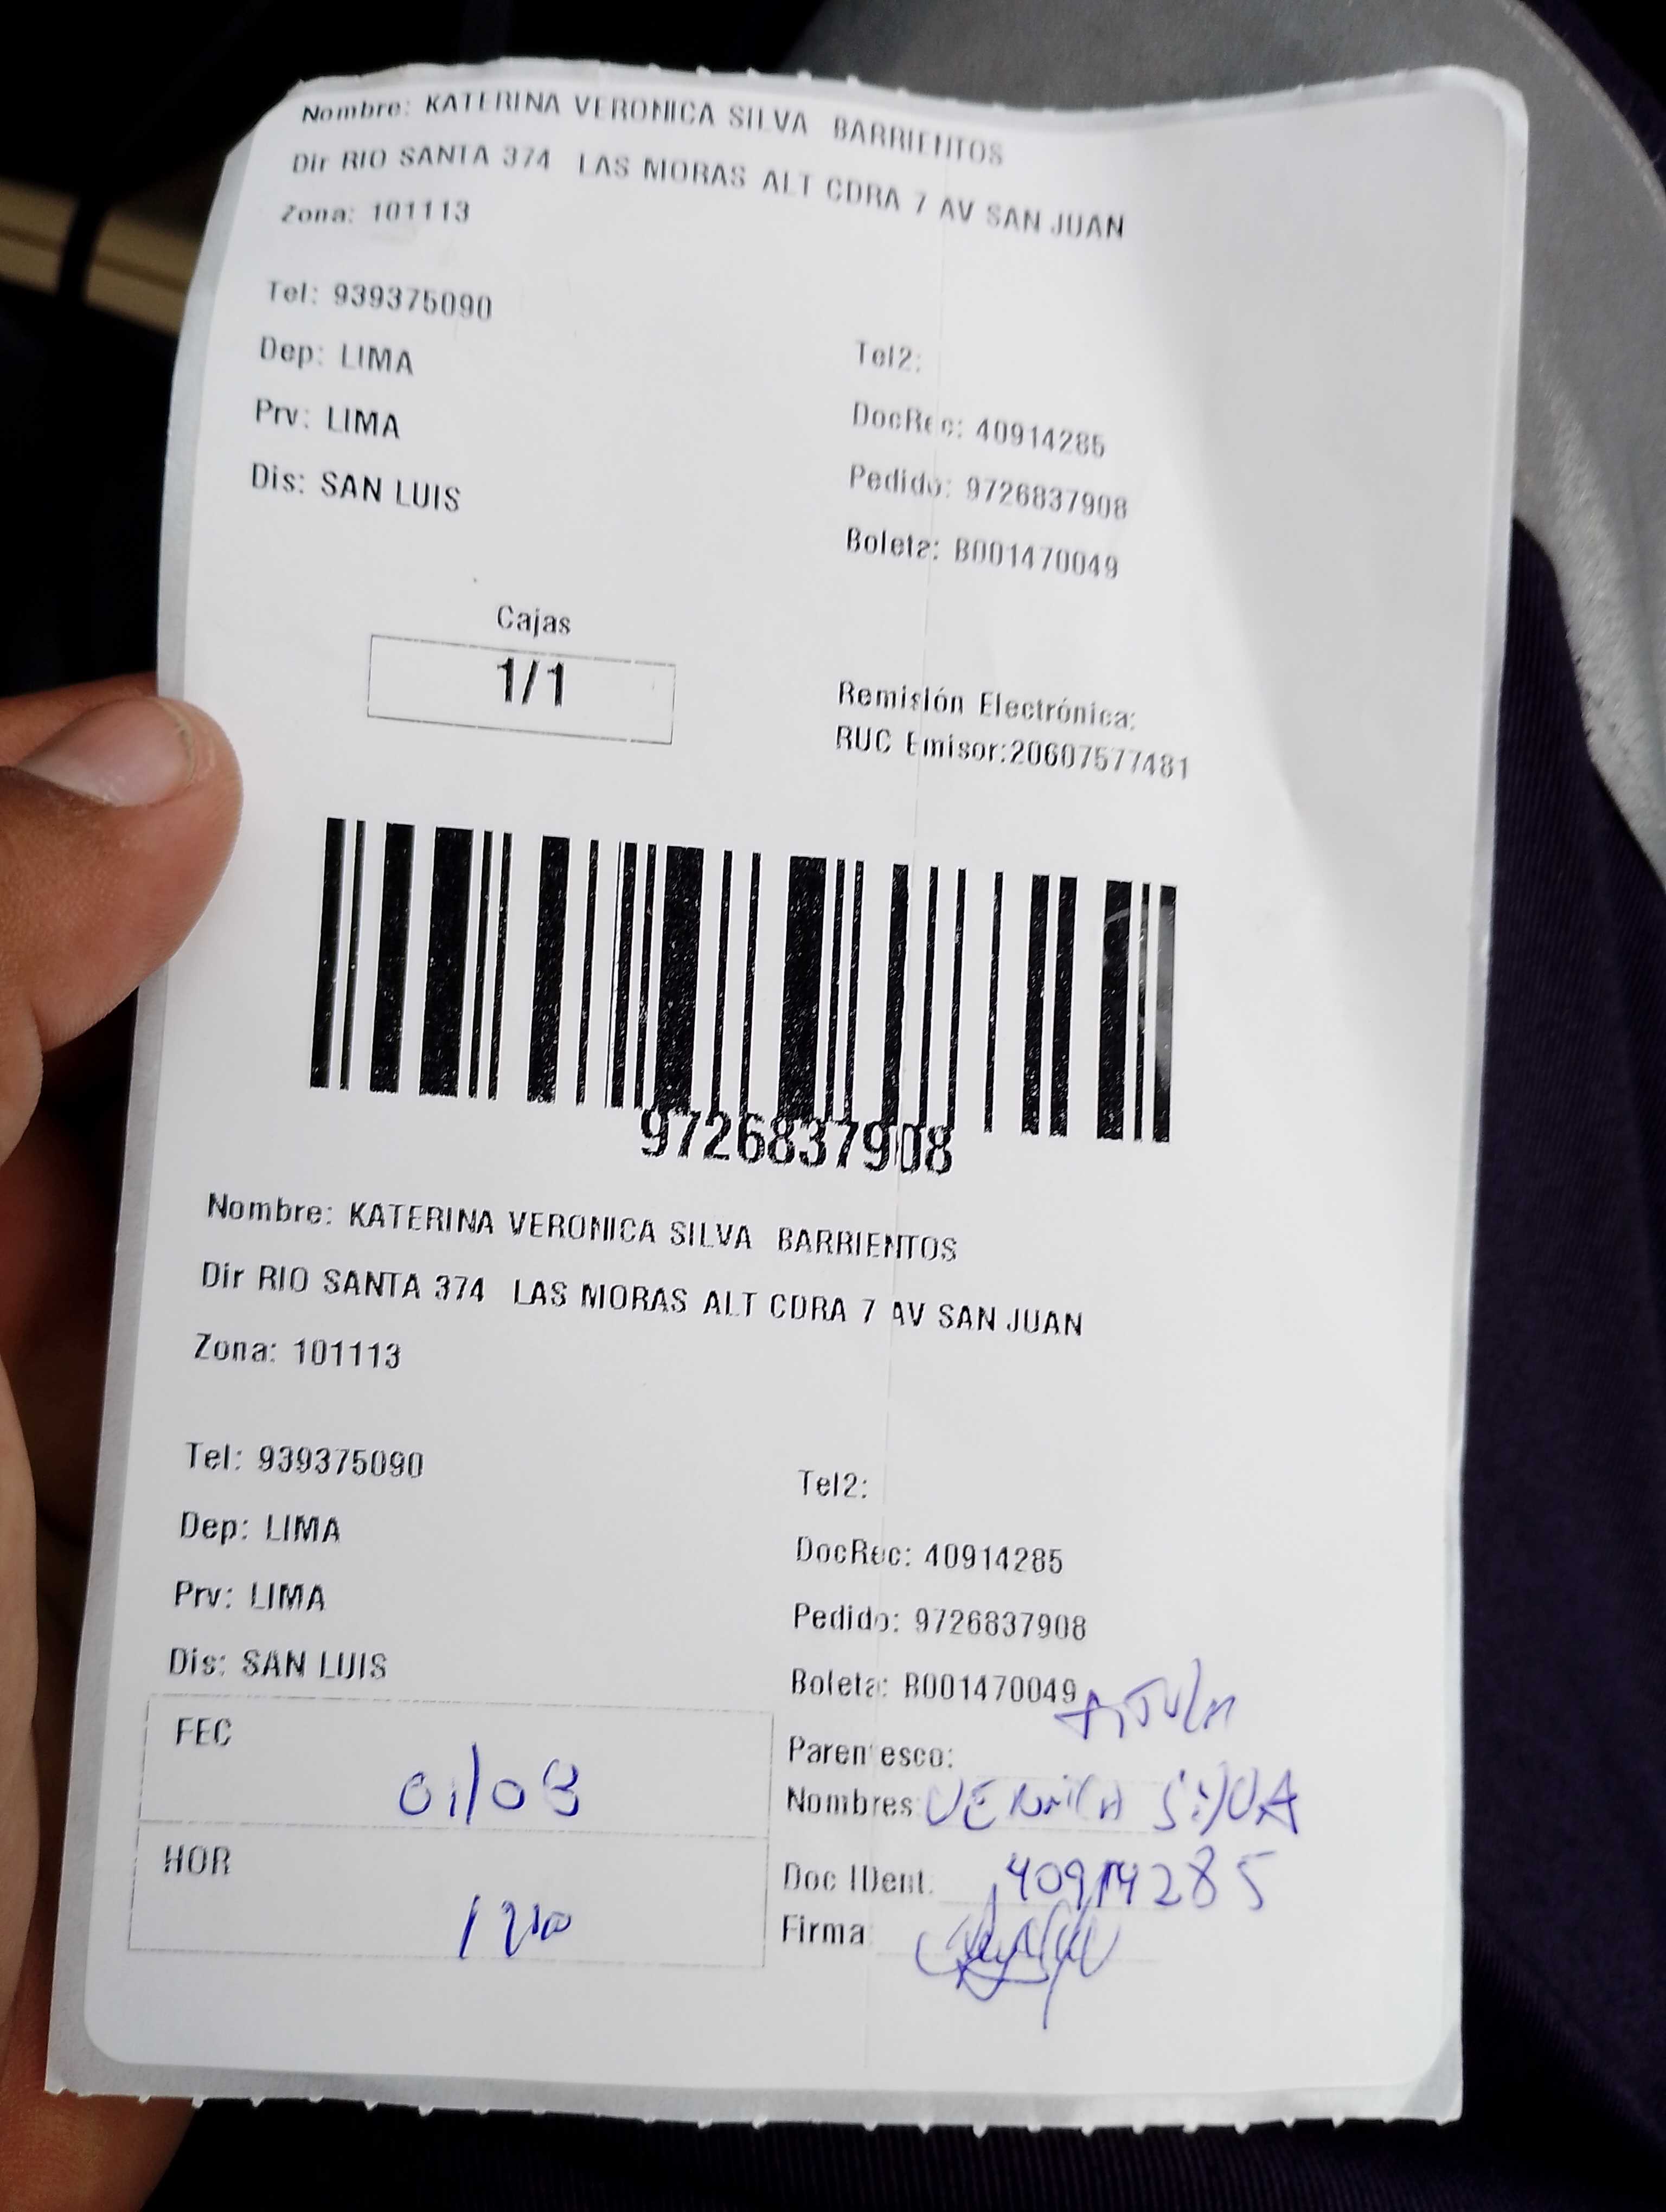 Nombre: KATERINA VERONICA SILVA BARRIENTOS
Dir RIO SANTA 374 LAS MORAS ALT CDRA 7 AV SAN JUAN
Zona: 101113
Tel: 939375090
Tel2:
Dep: LIMA
DocRec: 40914285
Prv: LIMA
Pedido: 9726837908
Dis: SAN LUIS
Boleta: B001470049
Cajas
1/1
Remisión Electrónica:
RUC Emisor:20607577481
9726837908
Nombre: KATERINA VERONICA SILVA BARRIENTOS
Dir RIO SANTA 374 LAS MORAS ALT CDRA 7 AV SAN JUAN
Zona: 101113
Tel: 939375090
Tel2:
Dep: LIMA
DocRec: 40914285
Prv: LIMA
Pedido: 9726837908
Dis: SAN LUIS
Boleta: B001470049
FEC
01/03
Parentesco:
Nombres: VERONICA SILVA
HOR
Doc IDent: 40914285
Firma